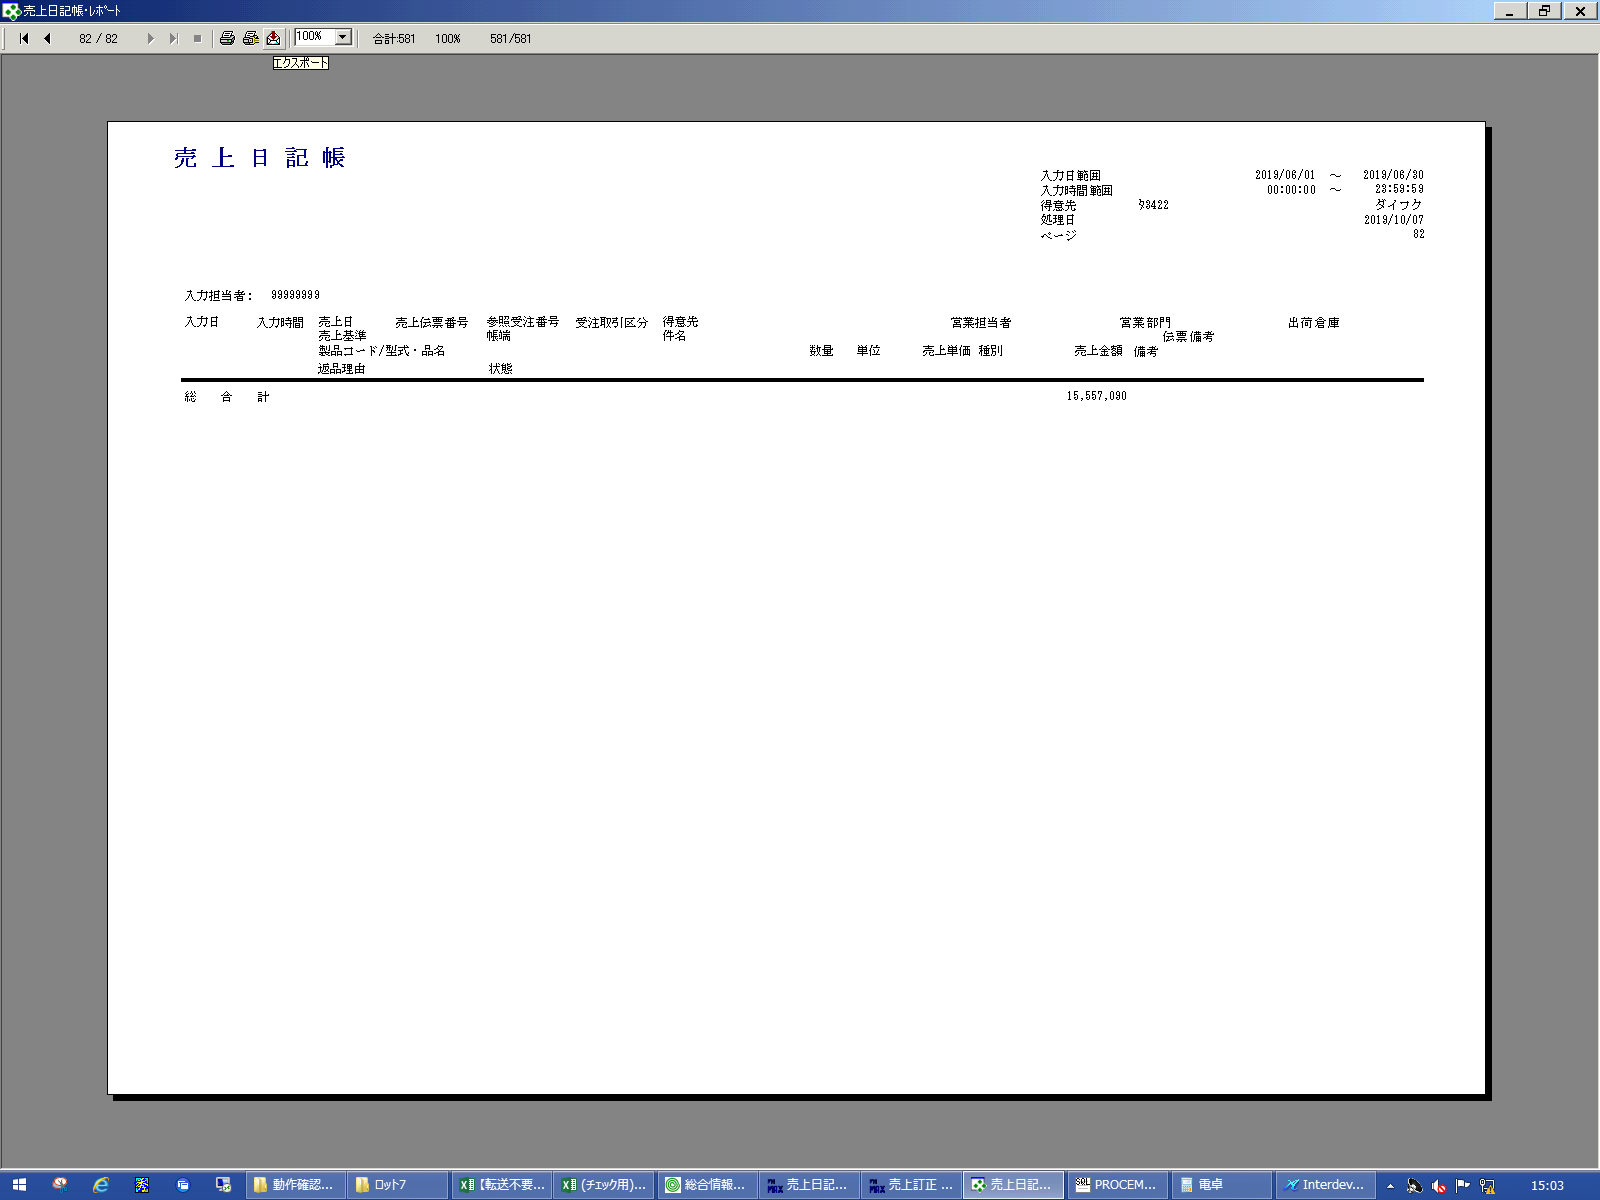 売上日記帳・レポート
82 / 82 100% 合計:581 100% 581/581
エクスポート
売 上 日 記 帳
入力日範囲 2019/06/01 ～ 2019/06/30
入力時間範囲 00:00:00 ～ 23:59:59
得意先 ﾀ3422 ダイフク
処理日 2019/10/07
ページ 82
入力担当者： 99999999
入力日 入力時間 売上日 売上伝票番号 参照受注番号 受注取引区分 得意先 営業担当者 営業部門 出荷倉庫
売上基準 帳端 件名 伝票備考
製品コード/型式・品名 数量 単位 売上単価 種別 売上金額 備考
返品理由 状態
総 合 計 15,557,090
動作確認... ロット7 【転送不要... (チェック用)... 総合情報... 売上日記... 売上訂正 ... 売上日記... PROCEM... 電卓 Interdev... 15:03